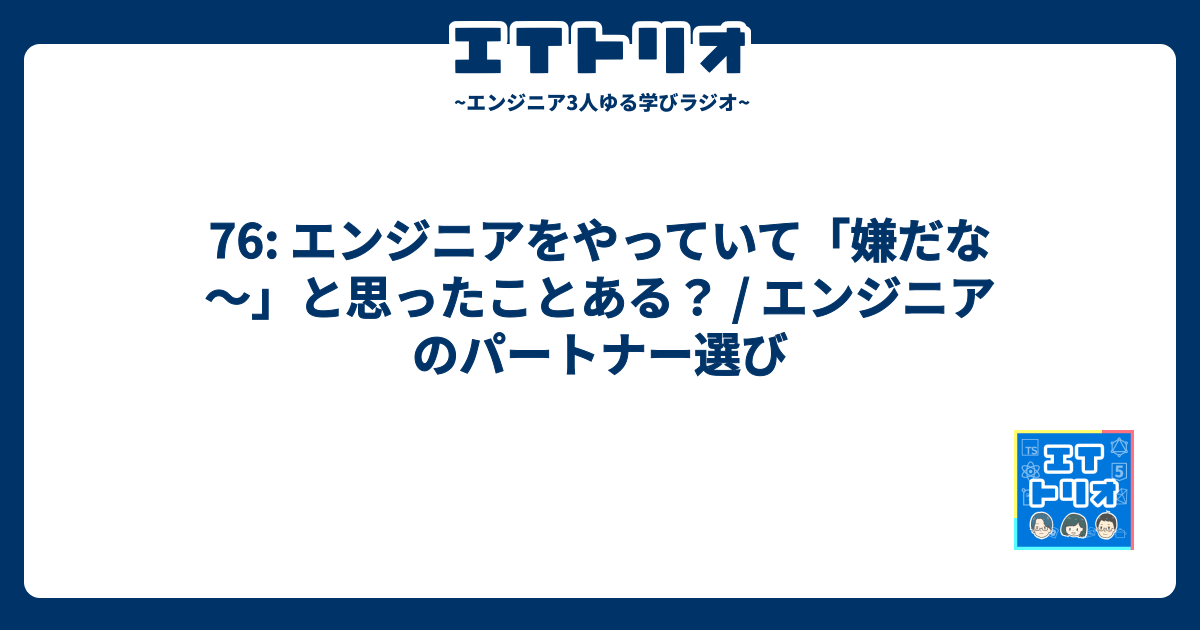 エイトリオ
~エンジニア3人ゆる学びラジオ~
76: エンジニアをやっていて「嫌だな
〜」と思ったことある？ / エンジニア
のパートナー選び
TS
エイ
トリオ
5